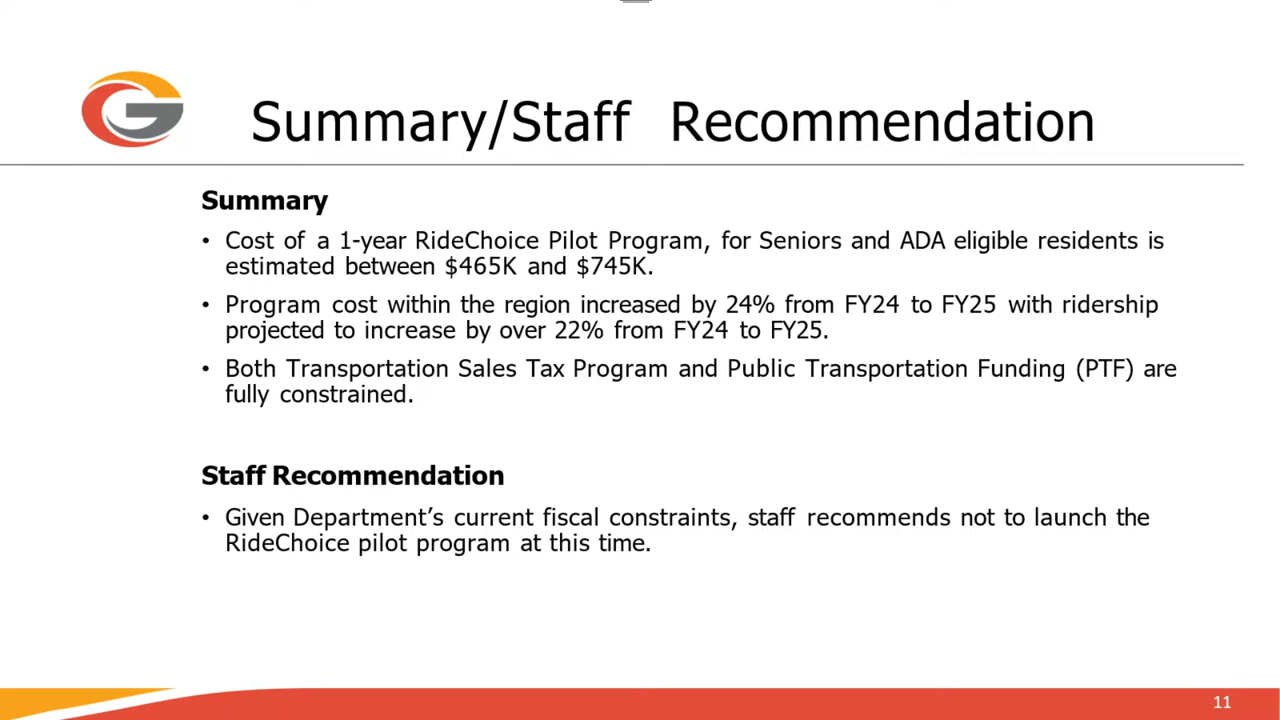 Summary/Staff Recommendation
Summary
• Cost of a 1-year RideChoice Pilot Program, for Seniors and ADA eligible residents is
estimated between $465K and $745K.
• Program cost within the region increased by 24% from FY24 to FY25 with ridership
projected to increase by over 22% from FY24 to FY25.
• Both Transportation Sales Tax Program and Public Transportation Funding (PTF) are
fully constrained.
Staff Recommendation
• Given Department’s current fiscal constraints, staff recommends not to launch the
RideChoice pilot program at this time.
11